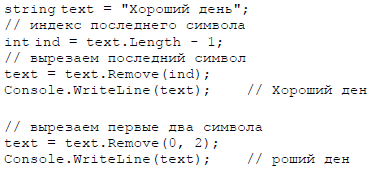 string text = "Хороший день";
// индекс последнего символа
int ind = text.Length - 1;
// вырезаем последний символ
text = text.Remove(ind);
Console.WriteLine(text);    // Хороший ден

// вырезаем первые два символа
text = text.Remove(0, 2);
Console.WriteLine(text);    // роший ден